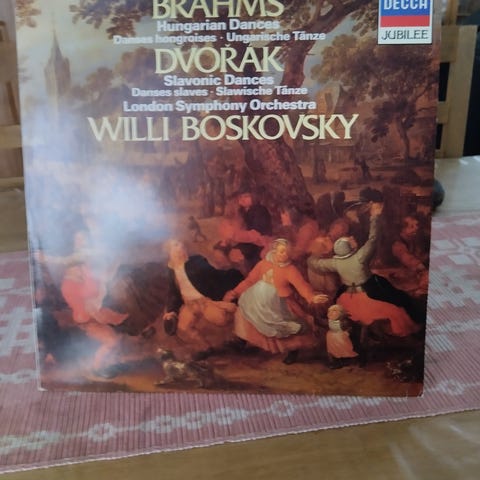 BRAHMS
Hungarian Dances
Danses hongroises · Ungarische Tänze
DVOŘÁK
Slavonic Dances
Danses slaves · Slawische Tänze
London Symphony Orchestra
WILLI BOSKOVSKY
DECCA
JUBILEE